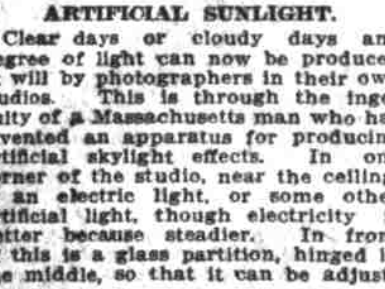 ARTIFICIAL SUNLIGHT.
Clear days or cloudy days an
egree of light can now be produce
will by photographers in their ow
udios. This is through the inge
uity of a Massachusetts man who ha
vented an apparatus for producin
rtificial skylight effects. In on
orner of the studio, near the ceiling
an electric light, or some othe
rtificial light, though electricity
etter because steadier. In fron
this is a glass partition, hinged i
e middle, so that it can be adjust